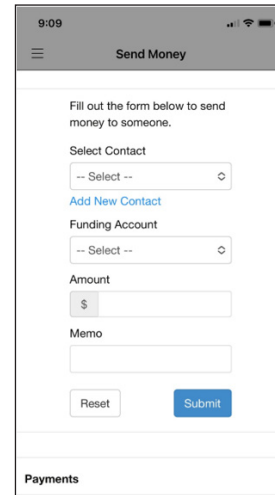 9:09
Send Money
Fill out the form below to send
money to someone.
Select Contact
-- Select --
Add New Contact
Funding Account
-- Select --
Amount
$
Memo
Reset
Submit
Payments